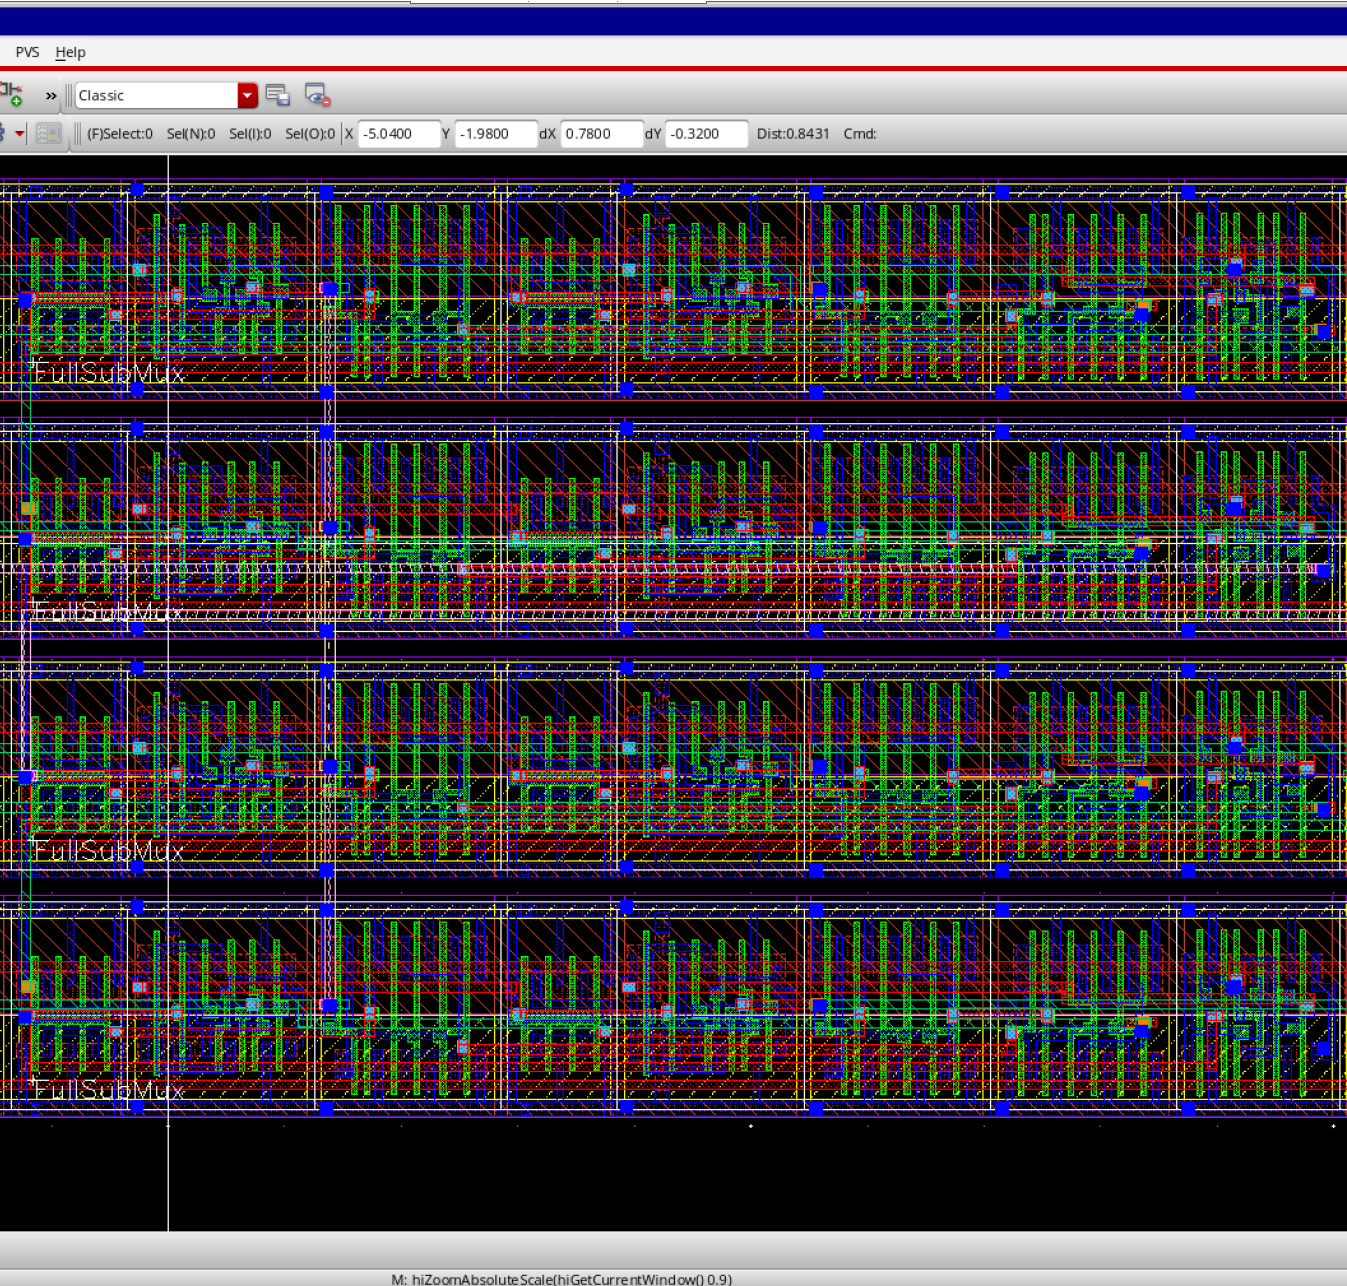 PVS Help
» Classic
(F)Select:0 Sel(N):0 Sel(I):0 Sel(O):0 X -5.0400 Y -1.9800 dX 0.7800 dY -0.3200 Dist:0.8431 Cmd:
FullSubMux
FullSubMux
FullSubMux
FullSubMux
M: hiZoomAbsoluteScale(hiGetCurrentWindow() 0.9)